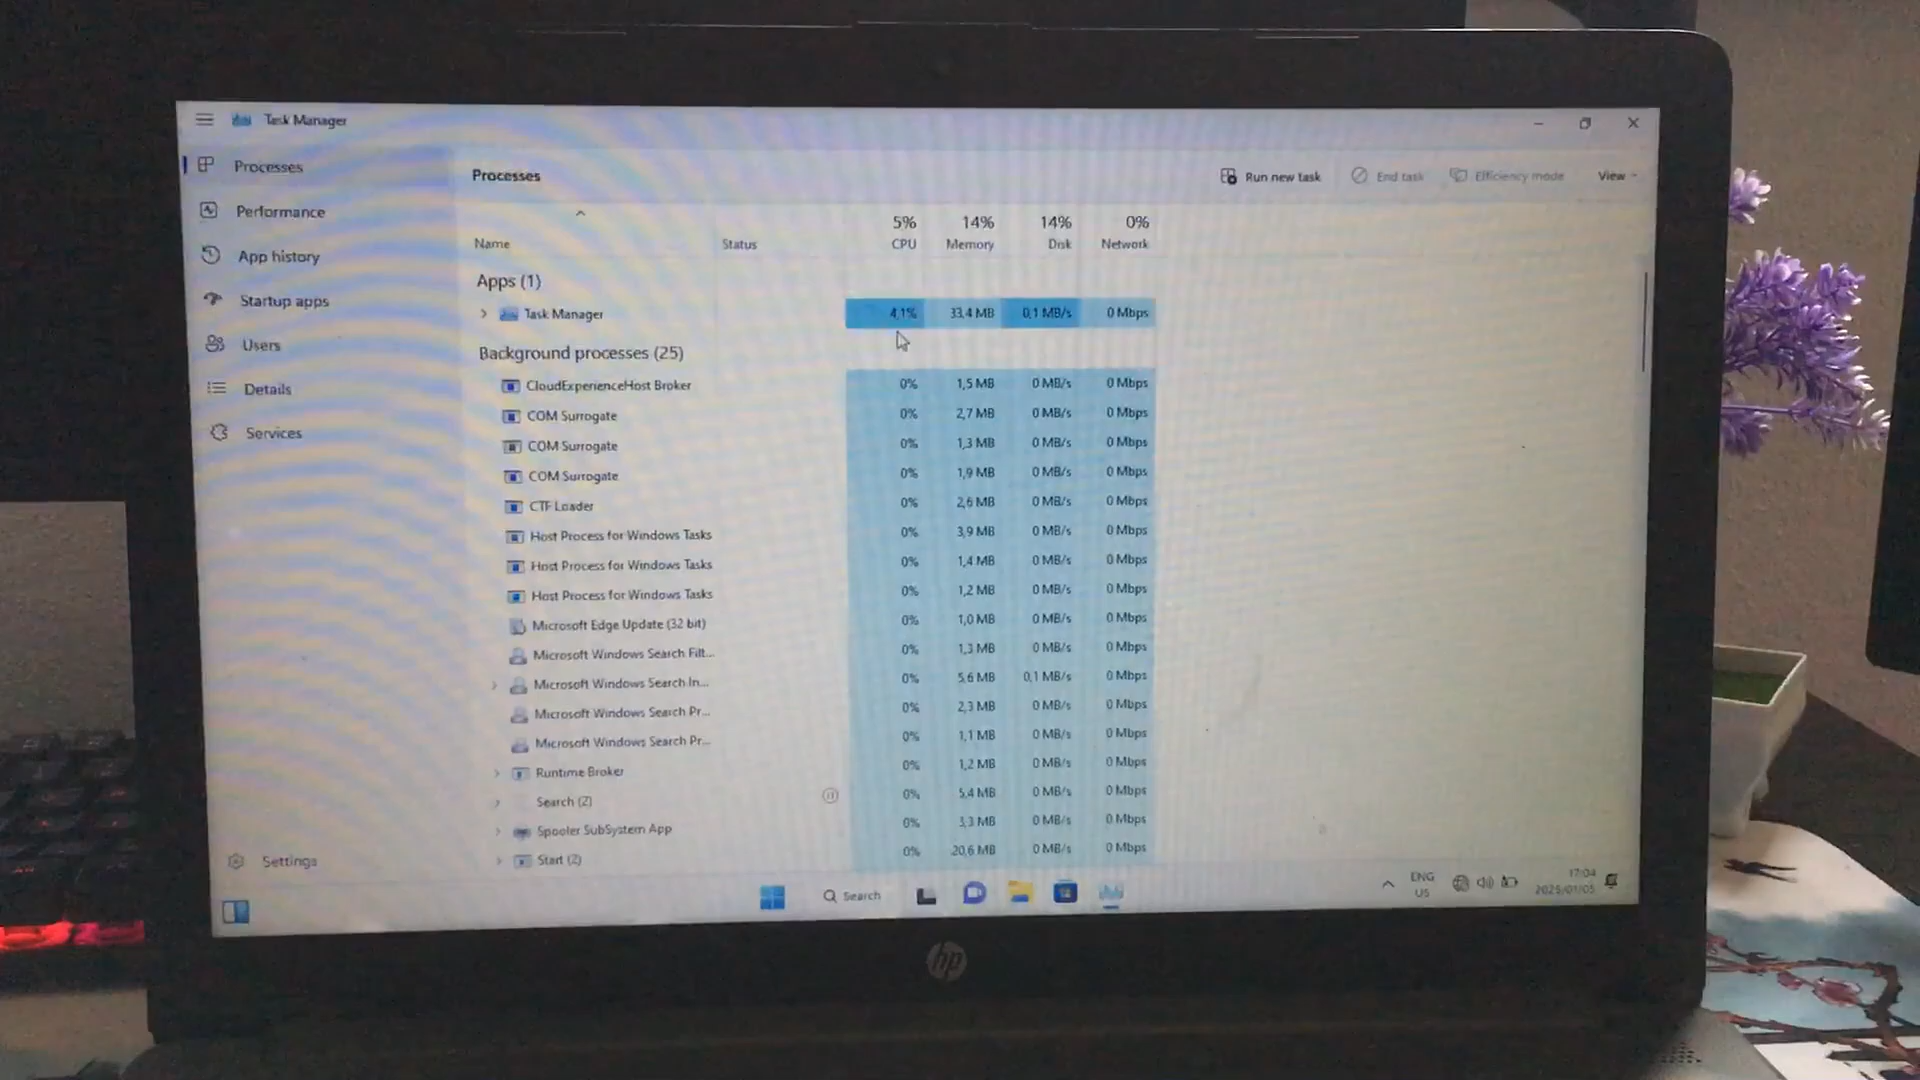 Task Manager
Processes
Performance
App history
Startup apps
Users
Details
Services
Settings
Processes
Run new task
End task
Efficiency mode
View
5% 14% 14% 0%
Name Status CPU Memory Disk Network
Apps (1)
Task Manager 4,1% 33,4 MB 0,1 MB/s 0 Mbps
Background processes (25)
CloudExperienceHost Broker 0% 1,5 MB 0 MB/s 0 Mbps
COM Surrogate 0% 2,7 MB 0 MB/s 0 Mbps
COM Surrogate 0% 1,3 MB 0 MB/s 0 Mbps
COM Surrogate 0% 1,9 MB 0 MB/s 0 Mbps
CTF Loader 0% 2,6 MB 0 MB/s 0 Mbps
Host Process for Windows Tasks 0% 3,9 MB 0 MB/s 0 Mbps
Host Process for Windows Tasks 0% 1,4 MB 0 MB/s 0 Mbps
Host Process for Windows Tasks 0% 1,2 MB 0 MB/s 0 Mbps
Microsoft Edge Update (32 bit) 0% 1,0 MB 0 MB/s 0 Mbps
Microsoft Windows Search Filt... 0% 1,3 MB 0 MB/s 0 Mbps
Microsoft Windows Search In... 0% 5,6 MB 0,1 MB/s 0 Mbps
Microsoft Windows Search Pr... 0% 2,3 MB 0 MB/s 0 Mbps
Microsoft Windows Search Pr... 0% 1,1 MB 0 MB/s 0 Mbps
Runtime Broker 0% 1,2 MB 0 MB/s 0 Mbps
Search (2) 0% 5,4 MB 0 MB/s 0 Mbps
Spooler SubSystem App 0% 3,3 MB 0 MB/s 0 Mbps
Start (2) 0% 20,6 MB 0 MB/s 0 Mbps
Search
ENG
US
17:04
2025/01/05
hp